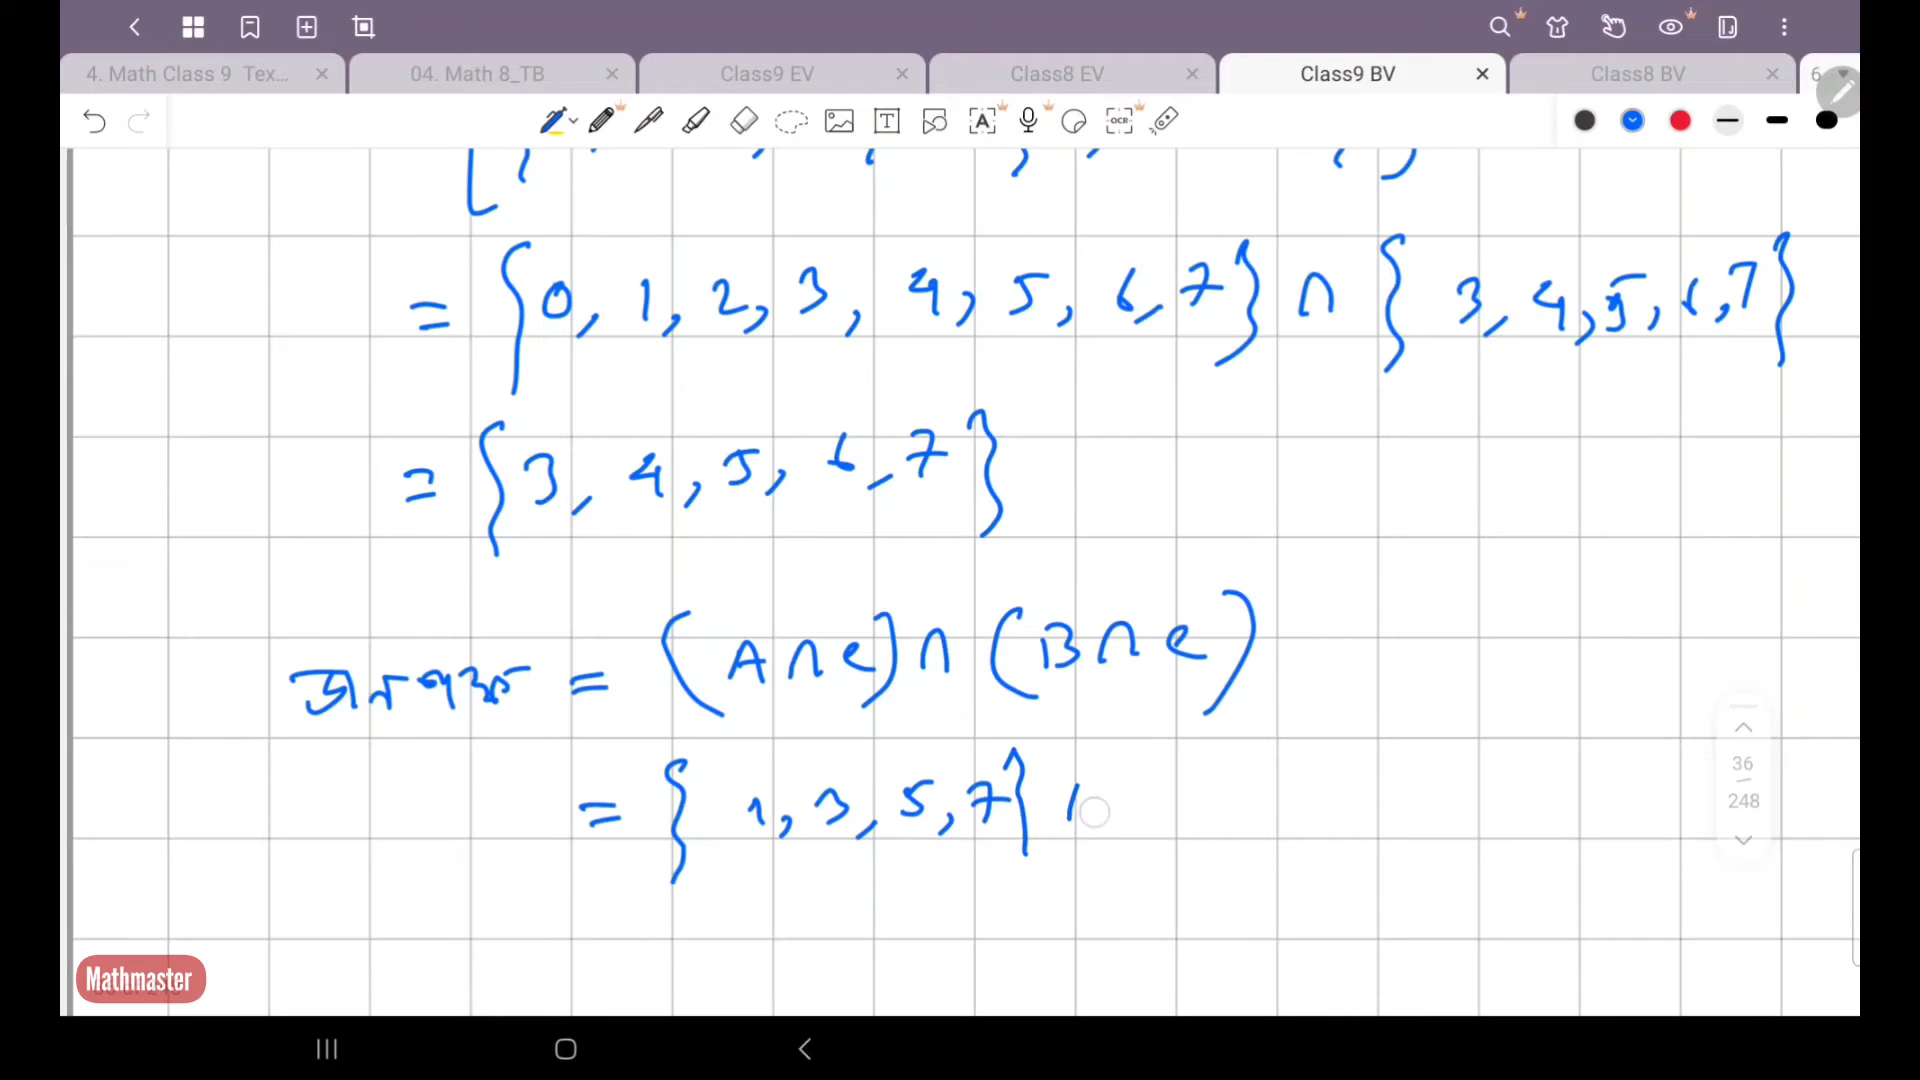 4. Math Class 9 Tex...
04. Math 8_TB
Class9 EV
Class8 EV
Class9 BV
Class8 BV
6
T
A
OCR
= {0, 1, 2, 3, 4, 5, 6, 7} ∩ {3, 4, 5, 6, 7}
= {3, 4, 5, 6, 7}
ডানপক্ষ = (A∩C)∩(B∩C)
= {1, 3, 5, 7}
36
248
Mathmaster